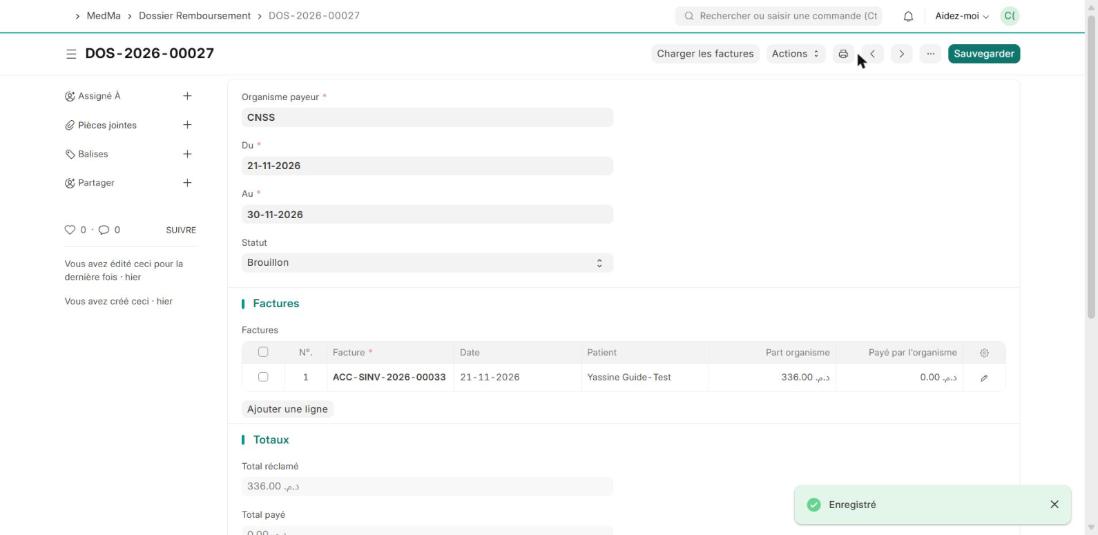 MedMa > Dossier Remboursement > DOS-2026-00027
Rechercher ou saisir une commande (Ct
Aidez-moi
C(
DOS-2026-00027
Charger les factures
Actions
Sauvegarder
Assigné À
Pièces jointes
Balises
Partager
0 · 0 SUIVRE
Vous avez édité ceci pour la
dernière fois · hier
Vous avez créé ceci · hier
Organisme payeur *
CNSS
Du *
21-11-2026
Au *
30-11-2026
Statut
Brouillon
Factures
Factures
N°. Facture * Date Patient Part organisme Payé par l'organisme
1 ACC-SINV-2026-00033 21-11-2026 Yassine Guide-Test 336.00 د.م. 0.00 د.م.
Ajouter une ligne
Totaux
Total réclamé
336.00 د.م.
Total payé
0.00 د.م.
Enregistré